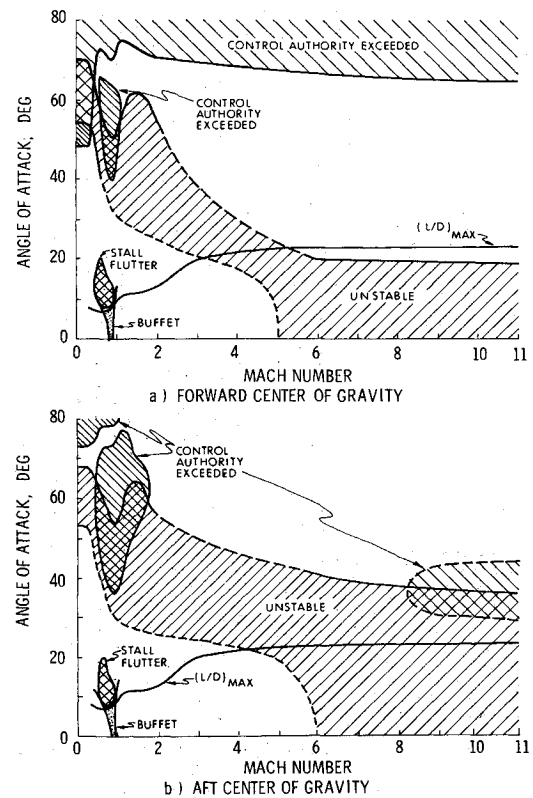 80
60
40
20
0
ANGLE OF ATTACK, DEG
CONTROL AUTHORITY EXCEEDED
CONTROL
AUTHORITY
EXCEEDED
(L/D)MAX
STALL
FLUTTER
UNSTABLE
BUFFET
0 2 4 6 8 10 11
MACH NUMBER
a) FORWARD CENTER OF GRAVITY
80
60
40
20
0
ANGLE OF ATTACK, DEG
CONTROL
AUTHORITY
EXCEEDED
UNSTABLE
STALL
FLUTTER
(L/D)MAX
BUFFET
0 2 4 6 8 10 11
MACH NUMBER
b) AFT CENTER OF GRAVITY